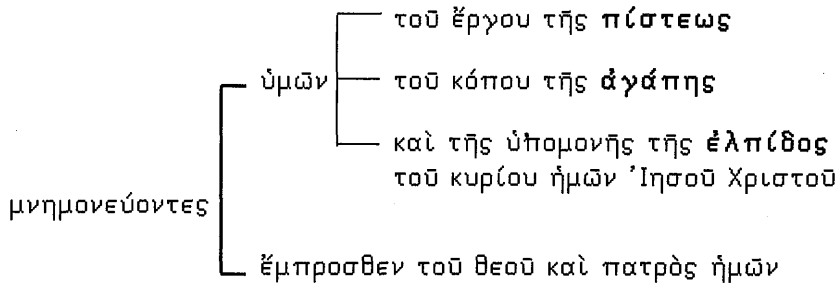 τοῦ ἔργου τῆς πίστεως
ὑμῶν τοῦ κόπου τῆς ἀγάπης
καὶ τῆς ὑπομονῆς τῆς ἐλπίδος
τοῦ κυρίου ἡμῶν Ἰησοῦ Χριστοῦ
μνημονεύοντες
ἔμπροσθεν τοῦ θεοῦ καὶ πατρὸς ἡμῶν